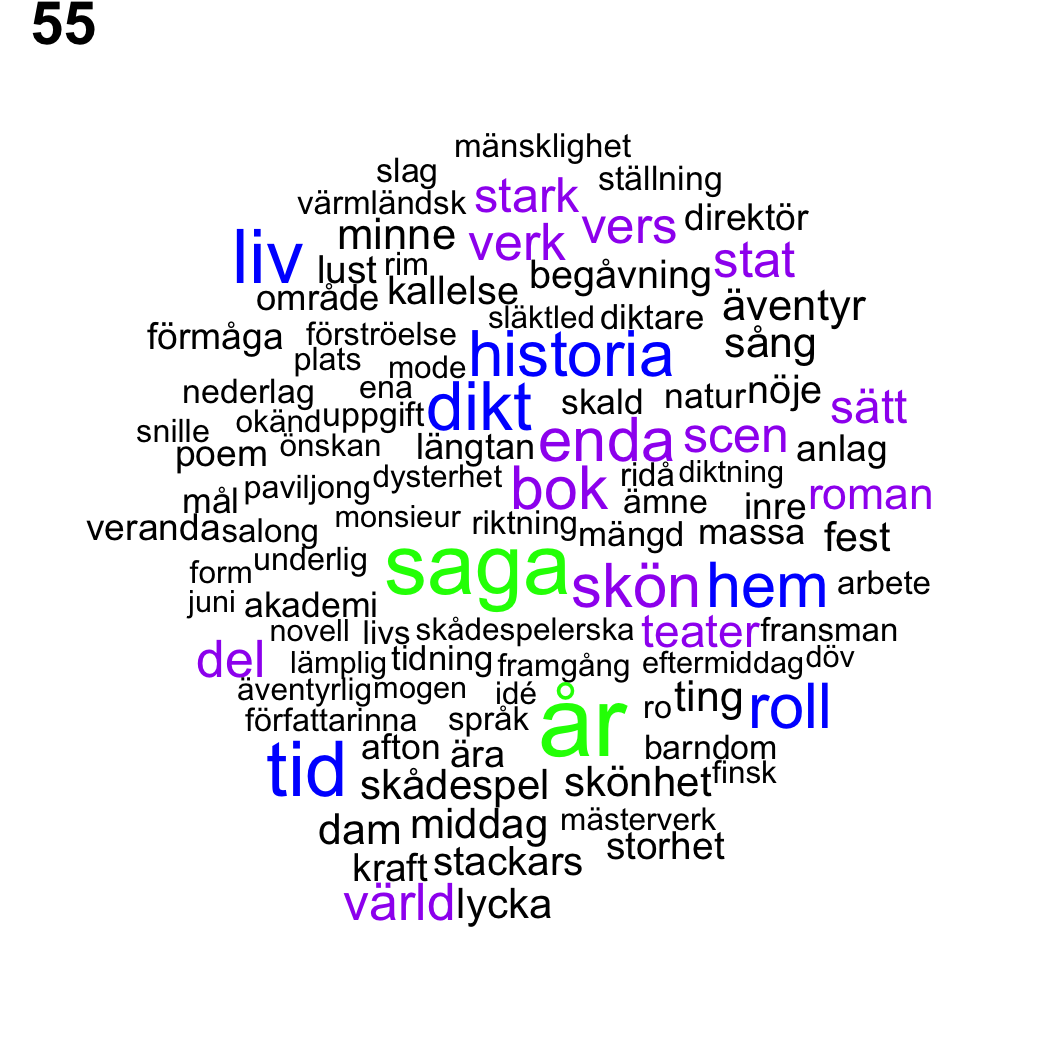 55
mänsklighet
slag ställning
värmländsk stark vers direktör
liv minne verk stat
lust rim begåvning
område kallelse äventyr
förmåga förströelse släktled diktare sång
plats mode historia
nederlag ena dikt skald natur nöje sätt
snille okänd uppgift
poem önskan längtan enda scen anlag
mål paviljong dysterhet bok ridå diktning
ämne inre roman
veranda salong monsieur riktning mängd massa fest
form underlig saga skön hem arbete
juni akademi
novell livs skådespelerska teater fransman
del lämplig tidning framgång eftermiddag döv
äventyrlig mogen idé år ro ting roll
författarinna språk
tid afton ära barndom
skådespel skönhet finsk
dam middag mästerverk
kraft stackars storhet
värld lycka